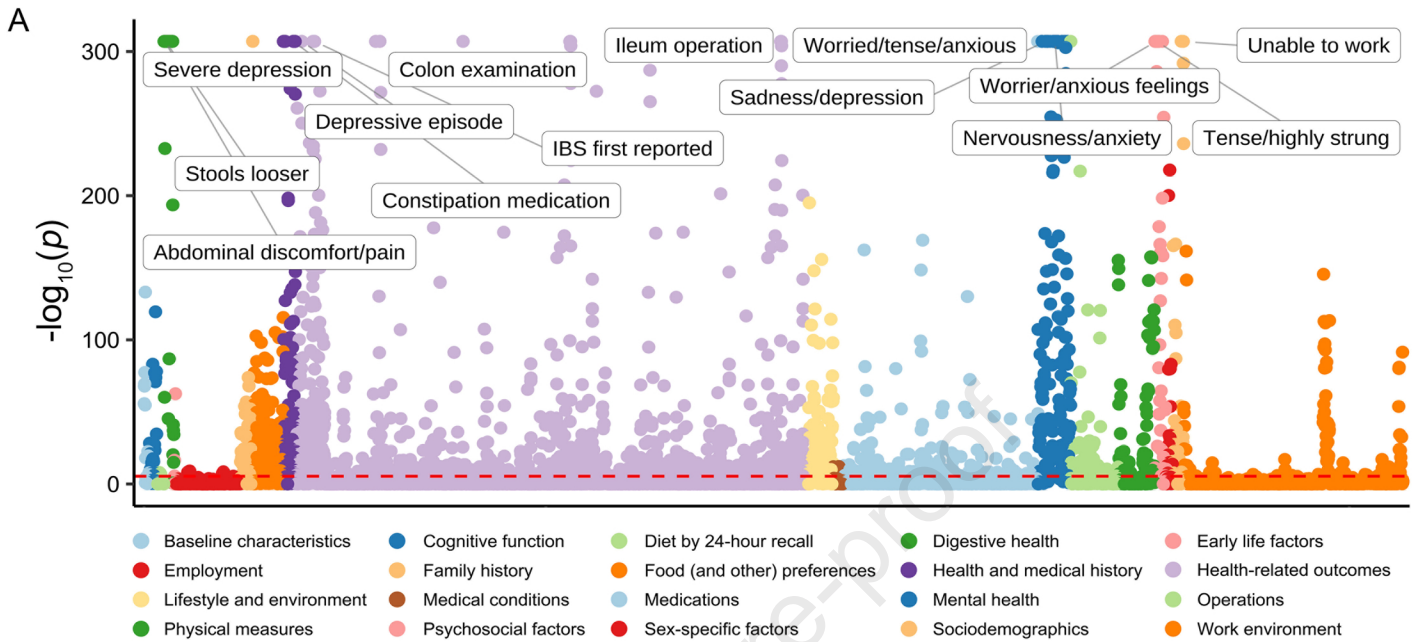 A
-log10(p)
300
200
100
0
Severe depression
Colon examination
Ileum operation
Worried/tense/anxious
Unable to work
Sadness/depression
Worrier/anxious feelings
Depressive episode
IBS first reported
Nervousness/anxiety
Tense/highly strung
Stools looser
Constipation medication
Abdominal discomfort/pain
Baseline characteristics
Cognitive function
Diet by 24-hour recall
Digestive health
Early life factors
Employment
Family history
Food (and other) preferences
Health and medical history
Health-related outcomes
Lifestyle and environment
Medical conditions
Medications
Mental health
Operations
Physical measures
Psychosocial factors
Sex-specific factors
Sociodemographics
Work environment
re-proof